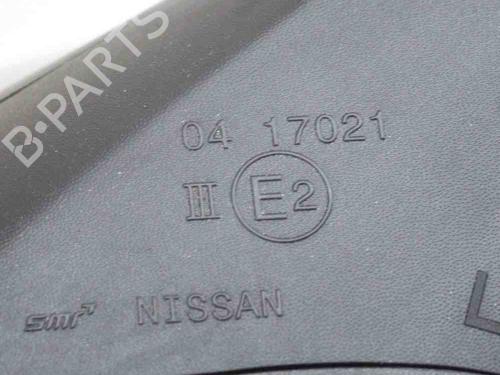 B-PARTS
04 17021
III E2
smr NISSAN
L